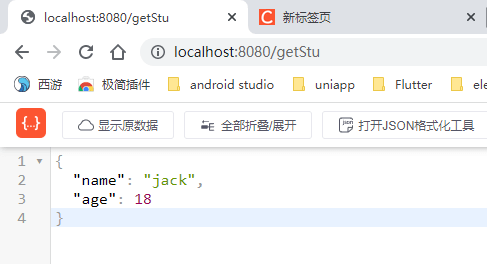 localhost:8080/getStu
新标签页
localhost:8080/getStu
西游 极简插件 android studio uniapp Flutter ele
{..} 显示原数据 全部折叠/展开 打开JSON格式化工具
1 {
2 "name": "jack",
3 "age": 18
4 }